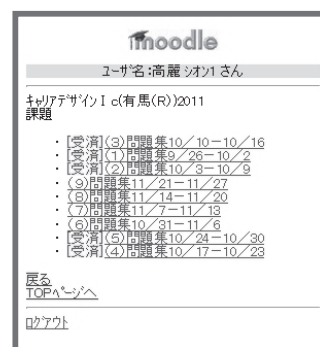 moodle
ユーザ名:高麗 シオン1 さん
キャリアデザイン I c(有馬(R))2011
課題
・[受済](3)問題集10/10-10/16
・[受済](1)問題集9/26-10/2
・[受済](2)問題集10/3-10/9
・(9)問題集11/21-11/27
・(8)問題集11/14-11/20
・(7)問題集11/7-11/13
・(6)問題集10/31-11/6
・[受済](5)問題集10/24-10/30
・[受済](4)問題集10/17-10/23
戻る
TOPページへ
ログアウト